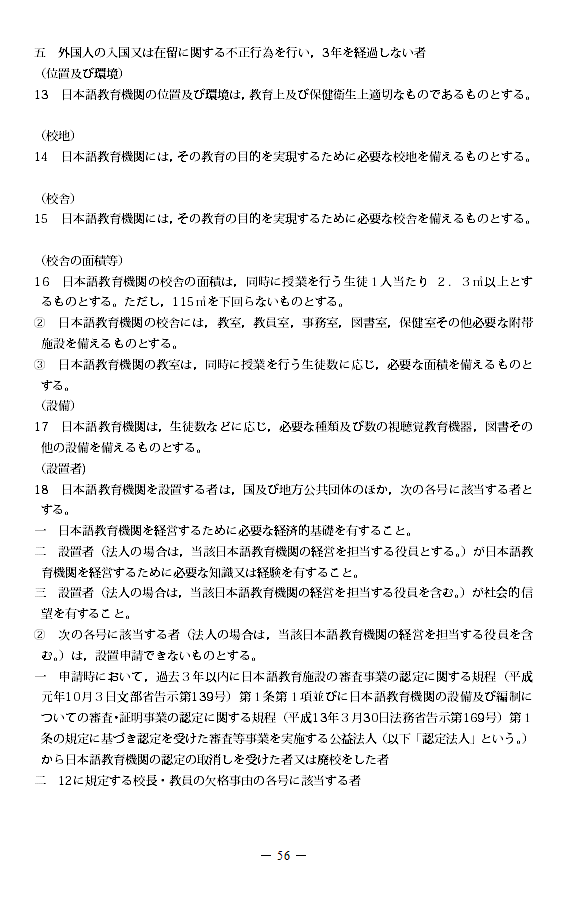 五　外国人の入国又は在留に関する不正行為を行い，3年を経過しない者
（位置及び環境）
13　日本語教育機関の位置及び環境は，教育上及び保健衛生上適切なものであるものとする。
（校地）
14　日本語教育機関には，その教育の目的を実現するために必要な校地を備えるものとする。
（校舎）
15　日本語教育機関には，その教育の目的を実現するために必要な校舎を備えるものとする。
（校舎の面積等）
16　日本語教育機関の校舎の面積は，同時に授業を行う生徒１人当たり ２．３㎡以上とす
るものとする。ただし，115㎡を下回らないものとする。
②　日本語教育機関の校舎には，教室，教員室，事務室，図書室，保健室その他必要な附帯
施設を備えるものとする。
③　日本語教育機関の教室は，同時に授業を行う生徒数に応じ，必要な面積を備えるものと
する。
（設備）
17　日本語教育機関は，生徒数などに応じ，必要な種類及び数の視聴覚教育機器，図書その
他の設備を備えるものとする。
（設置者）
18　日本語教育機関を設置する者は，国及び地方公共団体のほか，次の各号に該当する者と
する。
一　日本語教育機関を経営するために必要な経済的基礎を有すること。
二　設置者（法人の場合は，当該日本語教育機関の経営を担当する役員とする。）が日本語教
育機関を経営するために必要な知識又は経験を有すること。
三　設置者（法人の場合は，当該日本語教育機関の経営を担当する役員を含む。）が社会的信
望を有すること。
②　次の各号に該当する者（法人の場合は，当該日本語教育機関の経営を担当する役員を含
む。）は，設置申請できないものとする。
一　申請時において，過去３年以内に日本語教育施設の審査事業の認定に関する規程（平成
元年10月３日文部省告示第139号）第１条第１項並びに日本語教育機関の設備及び編制に
ついての審査・証明事業の認定に関する規程（平成13年３月30日法務省告示第169号）第１
条の規定に基づき認定を受けた審査等事業を実施する公益法人（以下「認定法人」という。）
から日本語教育機関の認定の取消しを受けた者又は廃校をした者
二　12に規定する校長・教員の欠格事由の各号に該当する者
― 56 ―